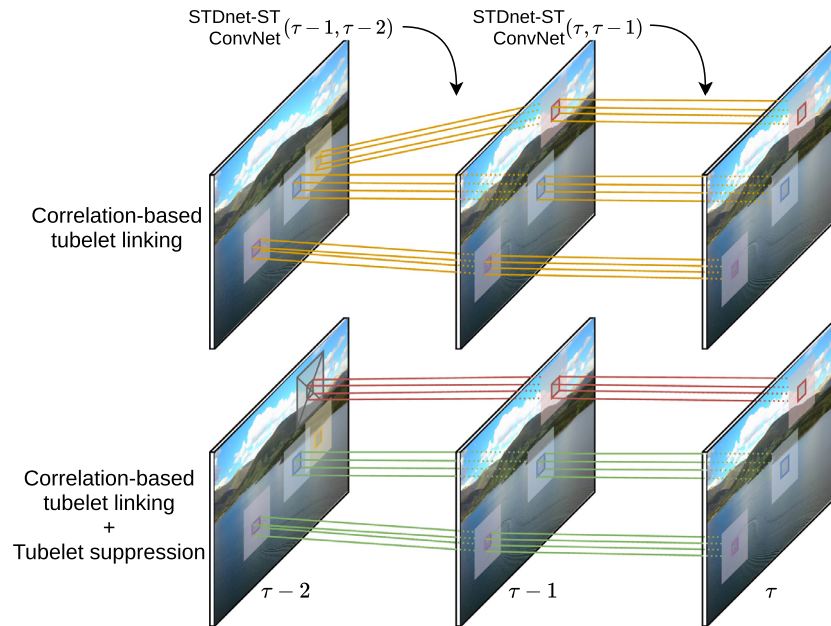 STDnet-ST
ConvNet (τ − 1, τ − 2)
STDnet-ST
ConvNet (τ, τ − 1)
Correlation-based
tubelet linking
Correlation-based
tubelet linking
+
Tubelet suppression
τ − 2
τ − 1
τ